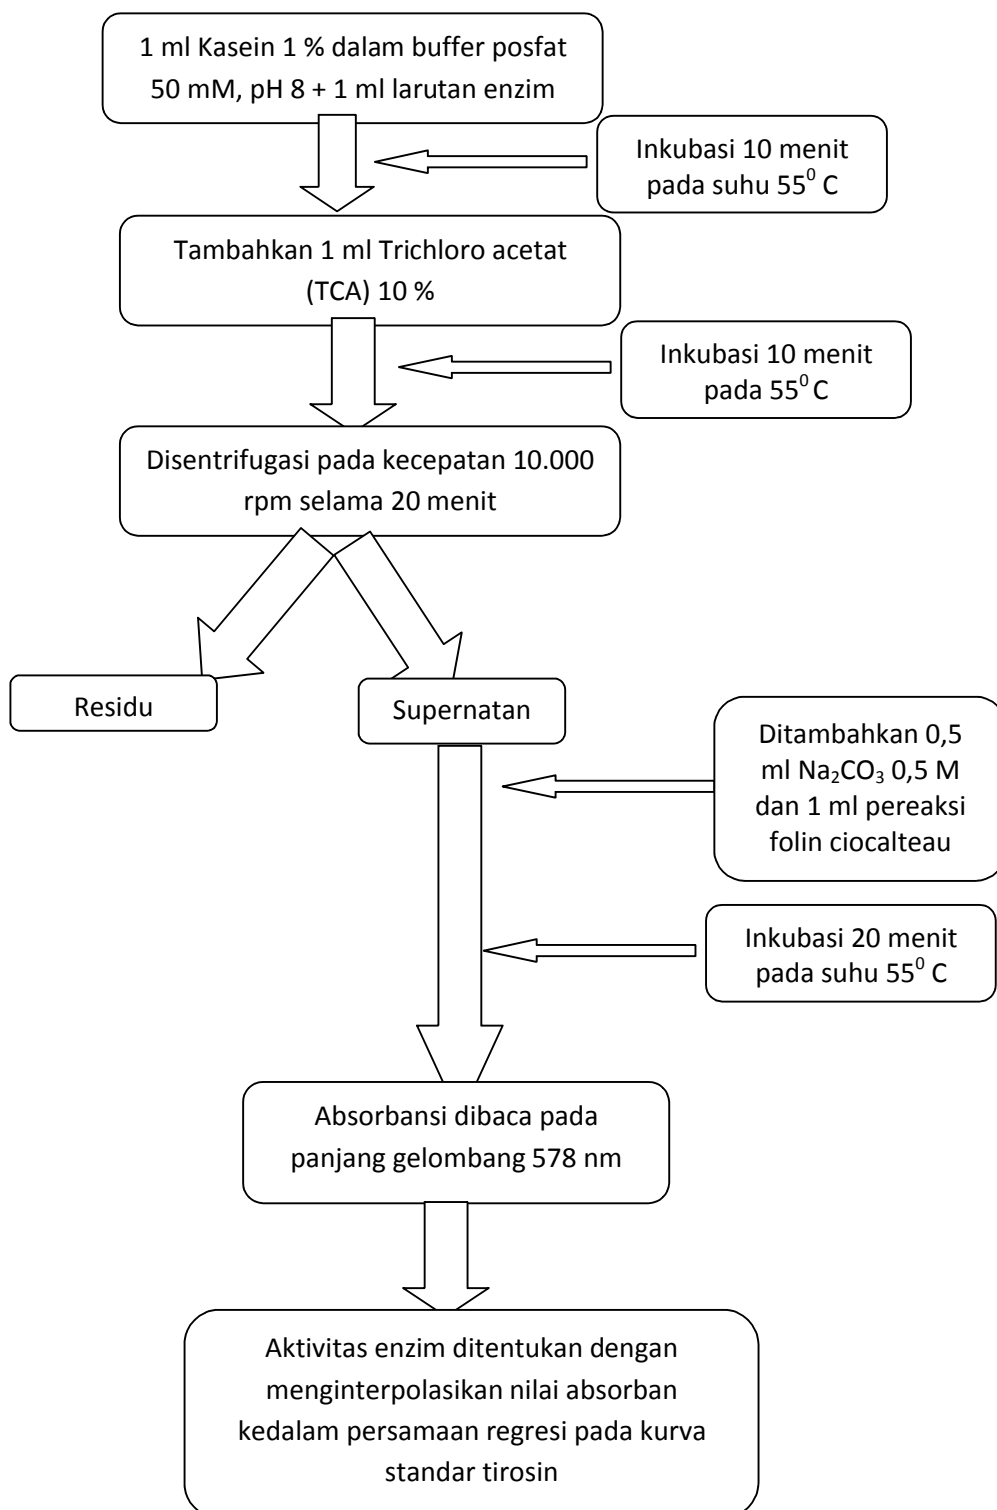 1 ml Kasein 1 % dalam buffer posfat
50 mM, pH 8 + 1 ml larutan enzim
Inkubasi 10 menit
pada suhu 55⁰ C
Tambahkan 1 ml Trichloro acetat
(TCA) 10 %
Inkubasi 10 menit
pada 55⁰ C
Disentrifugasi pada kecepatan 10.000
rpm selama 20 menit
Residu
Supernatan
Ditambahkan 0,5
ml Na₂CO₃ 0,5 M
dan 1 ml pereaksi
folin ciocalteau
Inkubasi 20 menit
pada suhu 55⁰ C
Absorbansi dibaca pada
panjang gelombang 578 nm
Aktivitas enzim ditentukan dengan
menginterpolasikan nilai absorban
kedalam persamaan regresi pada kurva
standar tirosin